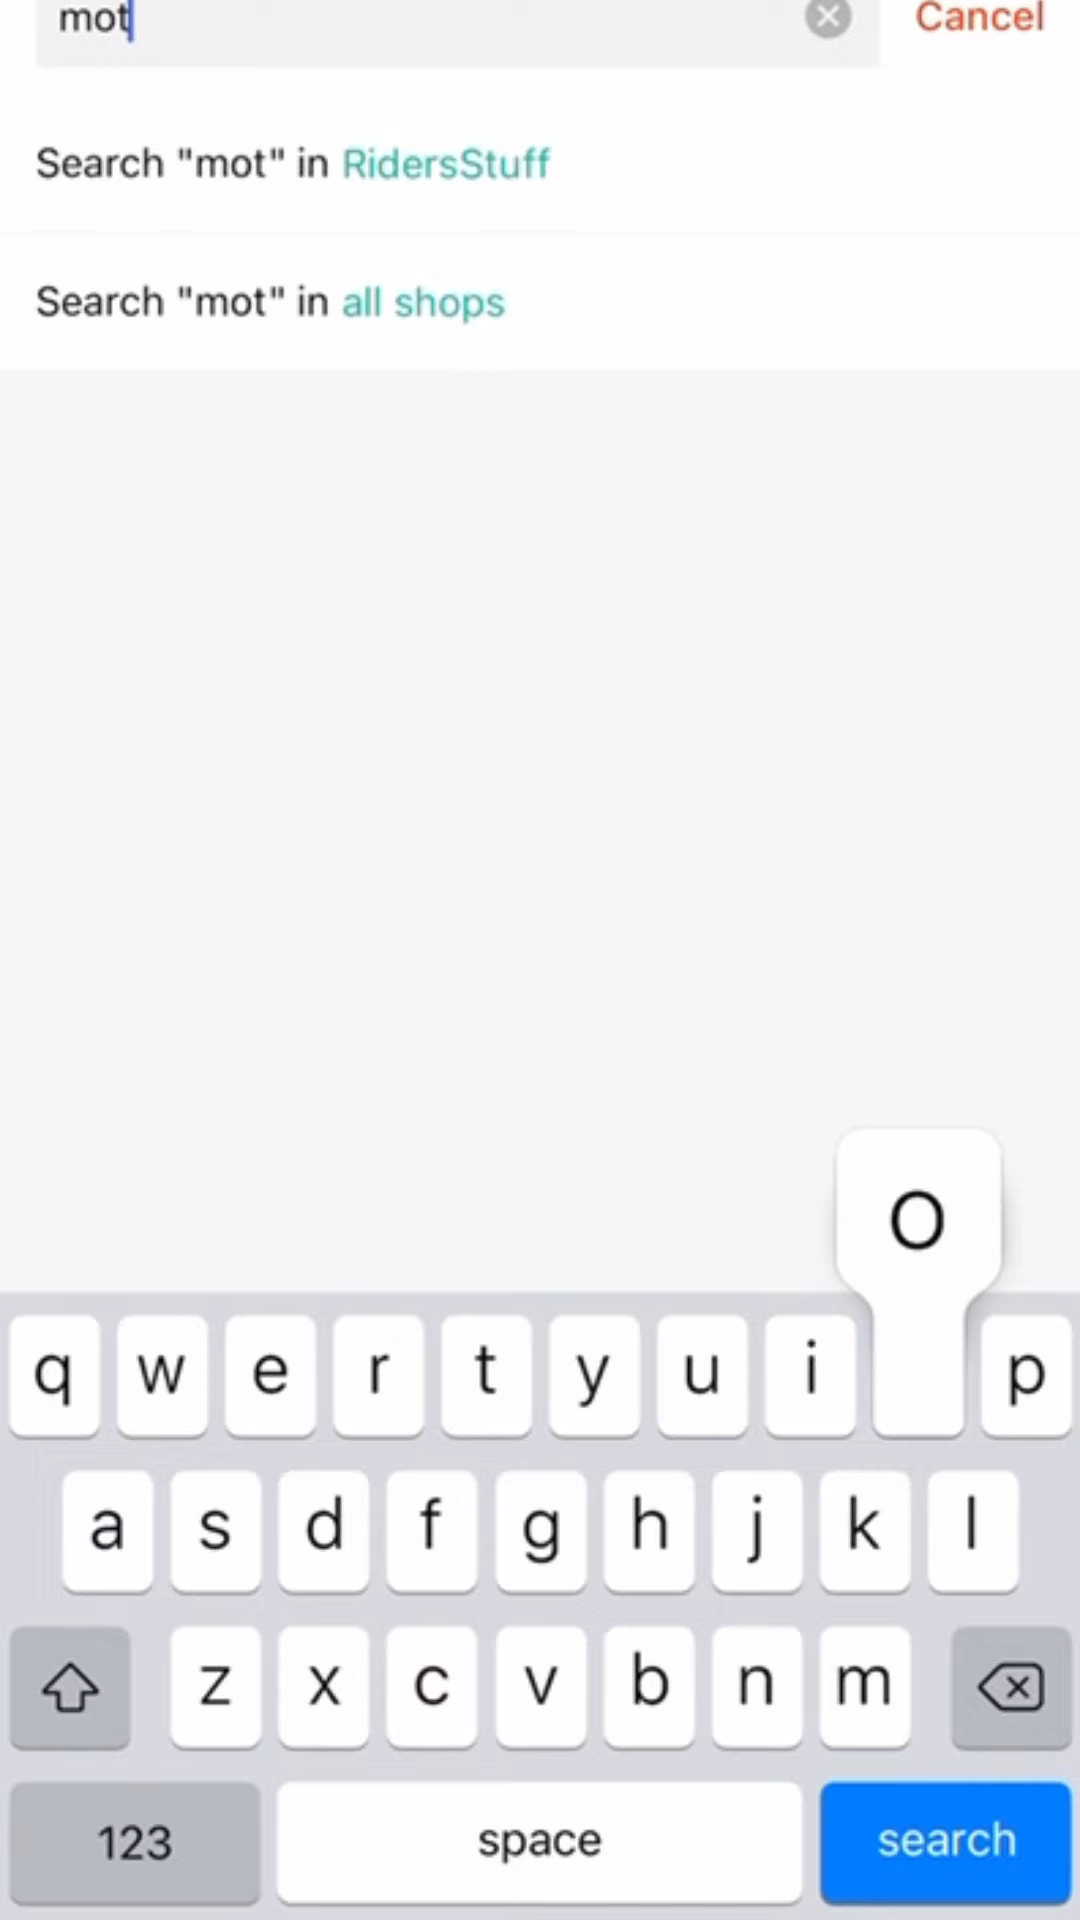 mot Cancel
Search "mot" in RidersStuff
Search "mot" in all shops
O
q w e r t y u i p
a s d f g h j k l
z x c v b n m
123 space search